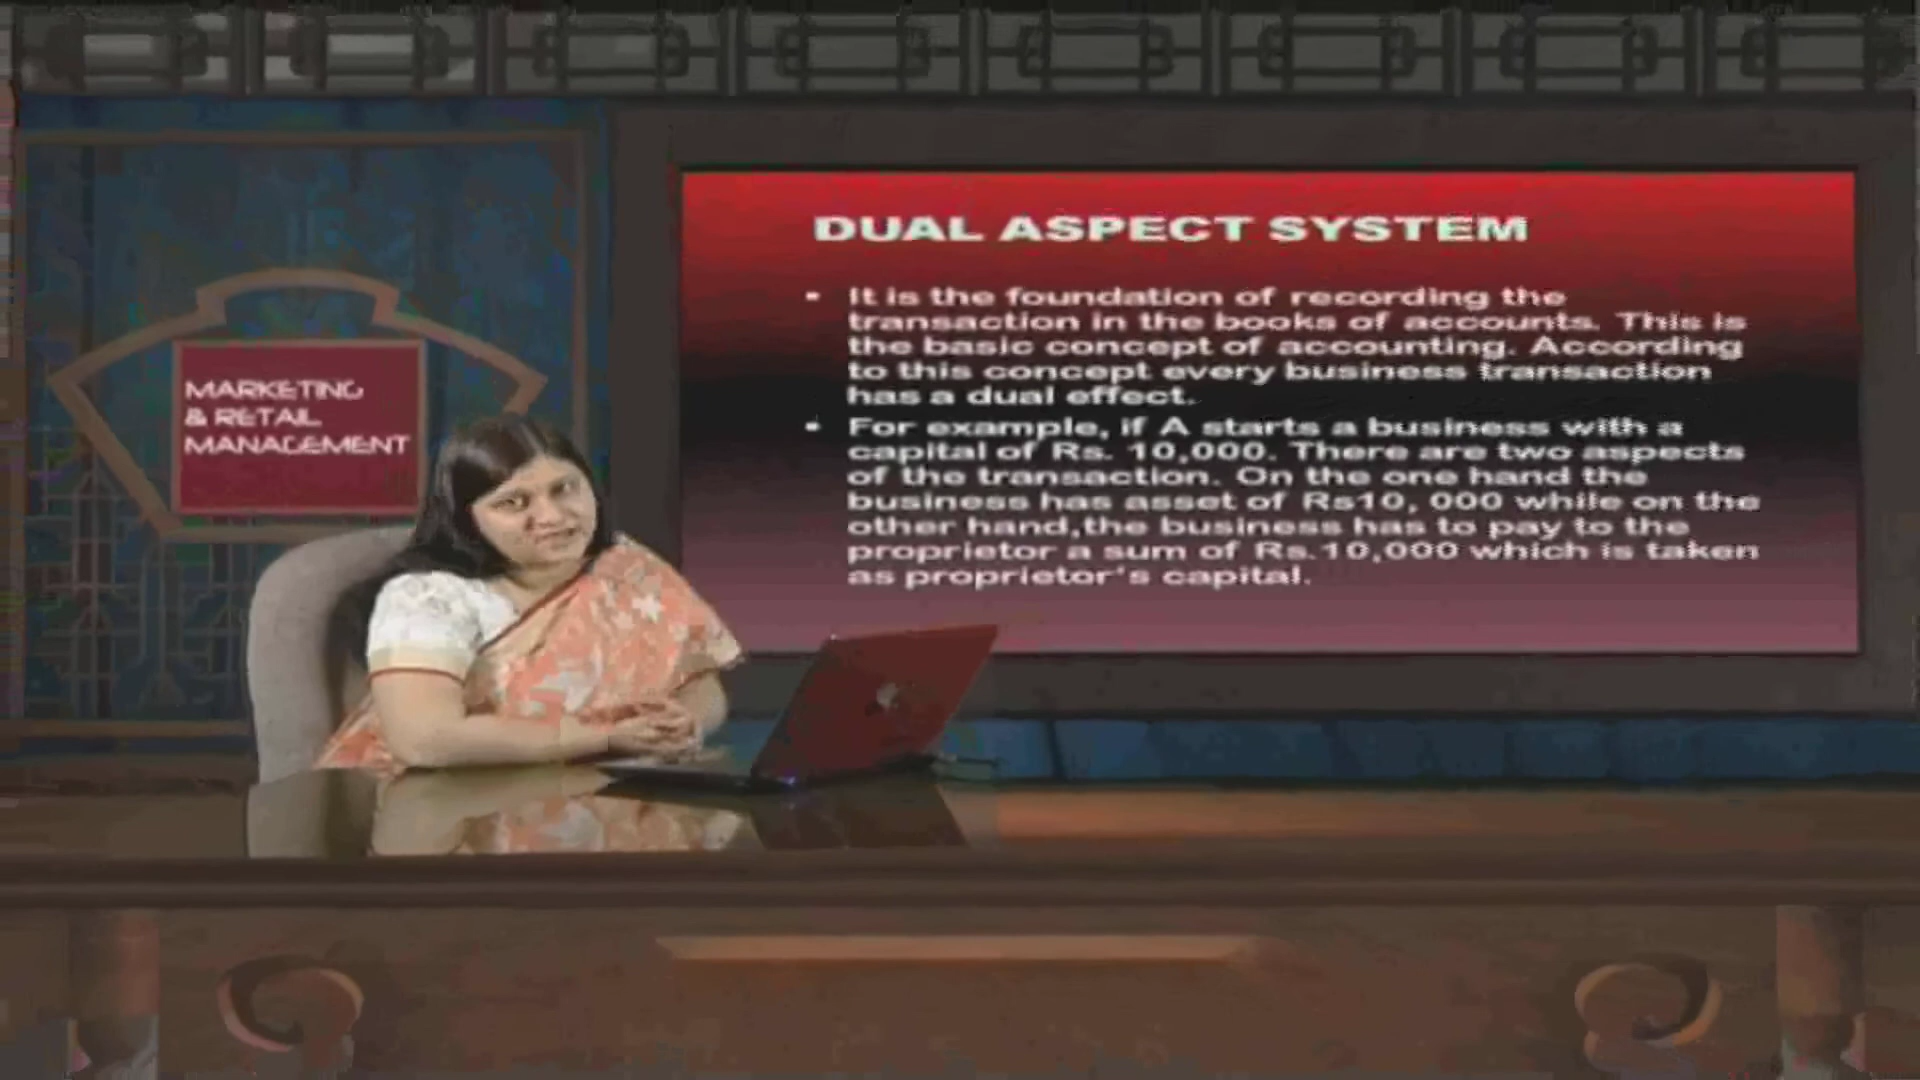 MARKETING
& RETAIL
MANAGEMENT
DUAL ASPECT SYSTEM
• It is the foundation of recording the
transaction in the books of accounts. This is
the basic concept of accounting. According
to this concept every business transaction
has a dual effect.
• For example, if A starts a business with a
capital of Rs. 10,000. There are two aspects
of the transaction. On the one hand the
business has asset of Rs10, 000 while on the
other hand,the business has to pay to the
proprietor a sum of Rs.10,000 which is taken
as proprietor's capital.